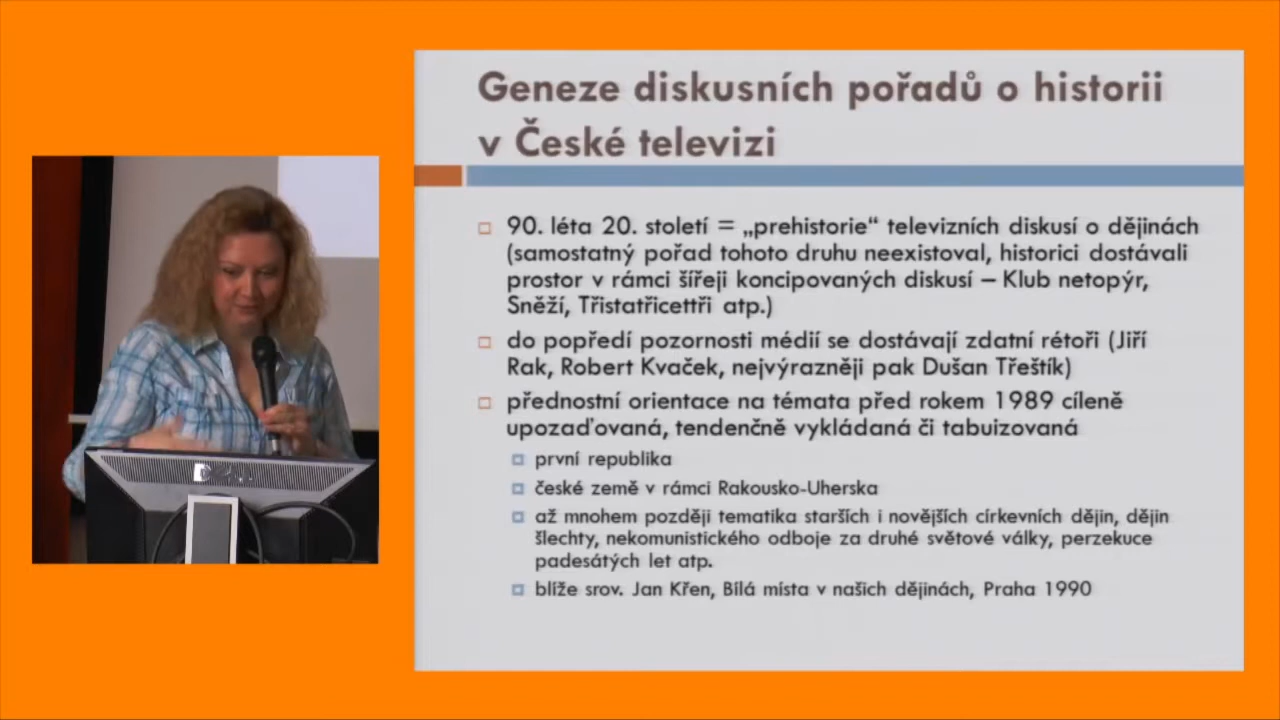 Geneze diskusních pořadů o historii
v České televizi
90. léta 20. století = „prehistorie“ televizních diskusí o dějinách
(samostatný pořad tohoto druhu neexistoval, historici dostávali
prostor v rámci šířeji koncipovaných diskusí – Klub netopýr,
Sněží, Třistatřicettři atp.)
do popředí pozornosti médií se dostávají zdatní rétoři (Jiří
Rak, Robert Kvaček, nejvýrazněji pak Dušan Třeštík)
přednostní orientace na témata před rokem 1989 cíleně
upozaďovaná, tendenčně vykládaná či tabuizovaná
první republika
české země v rámci Rakousko-Uherska
až mnohem později tematika starších i novějších církevních dějin, dějin
šlechty, nekomunistického odboje za druhé světové války, perzekuce
padesátých let atp.
blíže srov. Jan Křen, Bílá místa v našich dějinách, Praha 1990
DELL